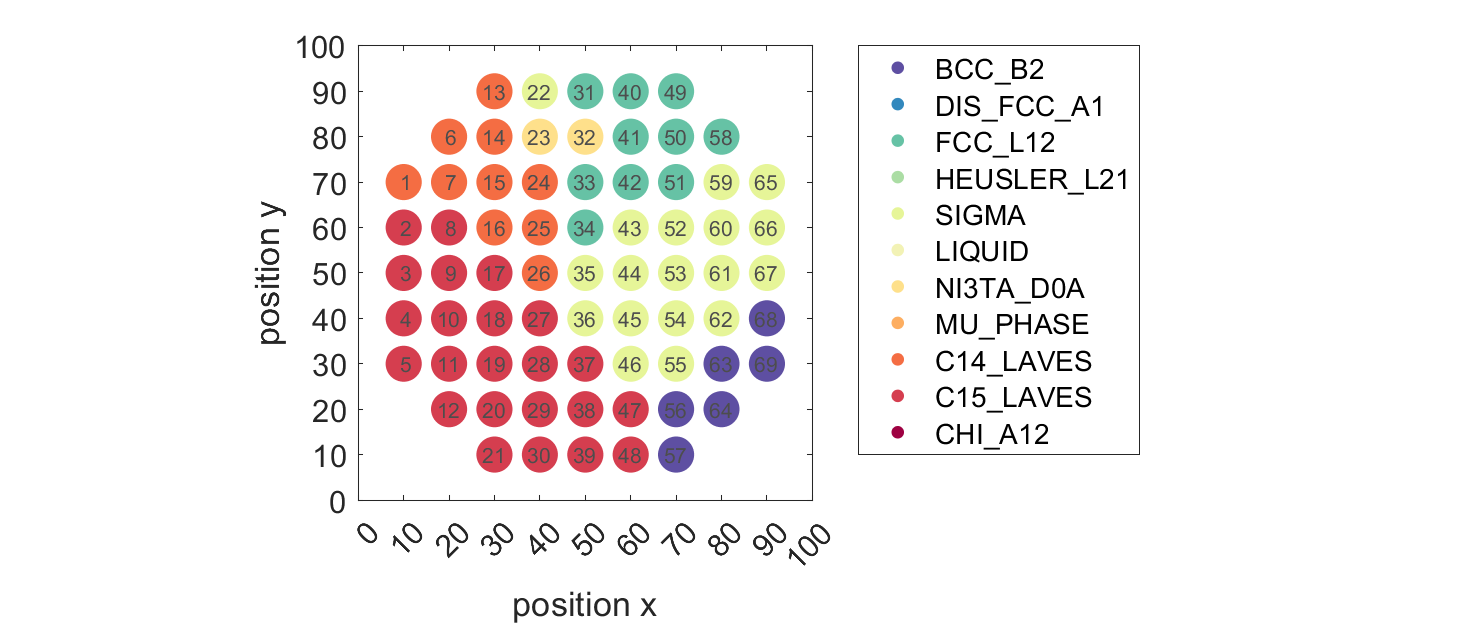 100
90
80
70
60
50
40
30
20
10
0
position y
13 22 31 40 49
6 14 23 32 41 50 58
1 7 15 24 33 42 51 59 65
2 8 16 25 34 43 52 60 66
3 9 17 26 35 44 53 61 67
4 10 18 27 36 45 54 62 68
5 11 19 28 37 46 55 63 69
12 20 29 38 47 56 64
21 30 39 48 57
0 10 20 30 40 50 60 70 80 90 100
position x
BCC_B2
DIS_FCC_A1
FCC_L12
HEUSLER_L21
SIGMA
LIQUID
NI3TA_D0A
MU_PHASE
C14_LAVES
C15_LAVES
CHI_A12